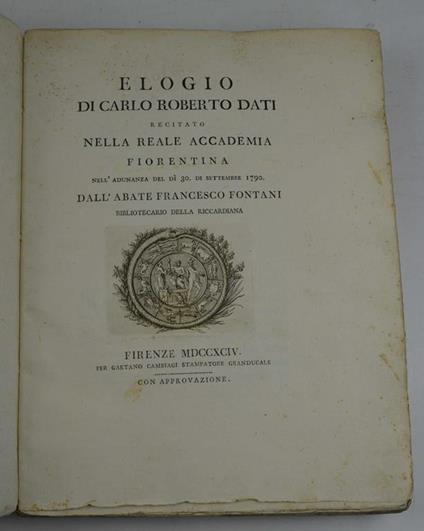 ELOGIO
DI CARLO ROBERTO DATI
RECITATO
NELLA REALE ACCADEMIA
FIORENTINA
NELL'ADUNANZA DEL DÌ 30. DI SETTEMBRE 1790.
DALL'ABATE FRANCESCO FONTANI
BIBLIOTECARIO DELLA RICCARDIANA
FIRENZE MDCCXCIV.
PER GAETANO CAMBIAGI STAMPATORE GRANDUCALE
CON APPROVAZIONE.